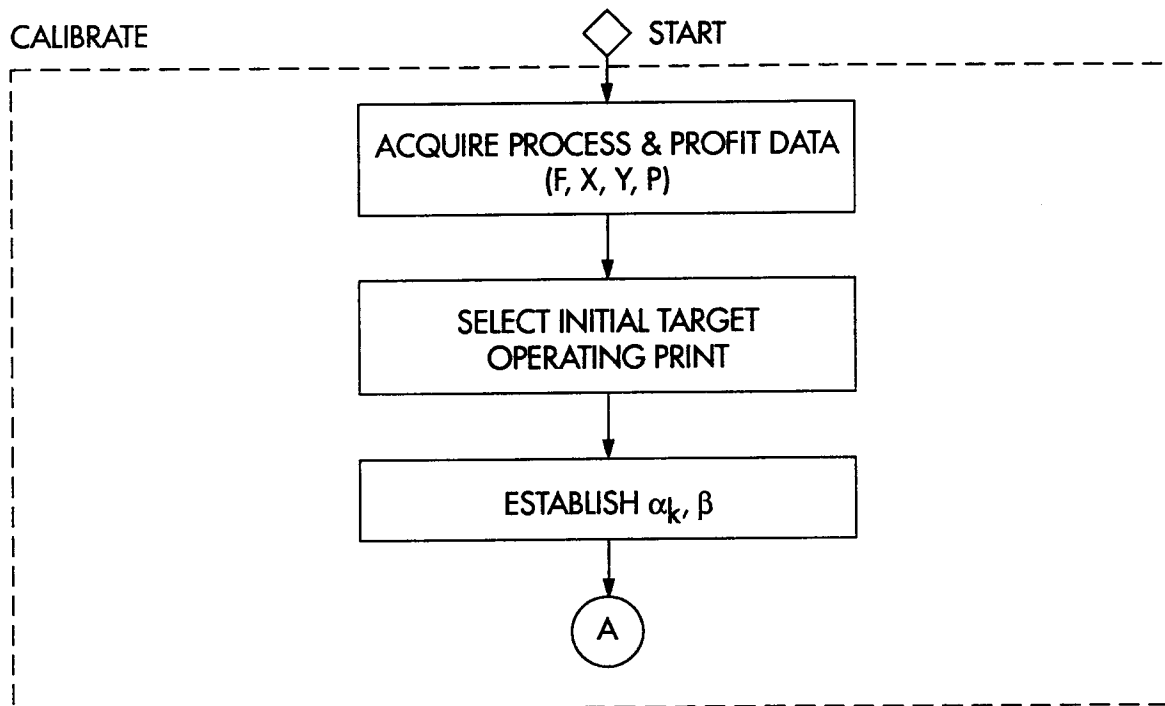 CALIBRATE
START
ACQUIRE PROCESS & PROFIT DATA
(F, X, Y, P)
SELECT INITIAL TARGET
OPERATING PRINT
ESTABLISH αk, β
A